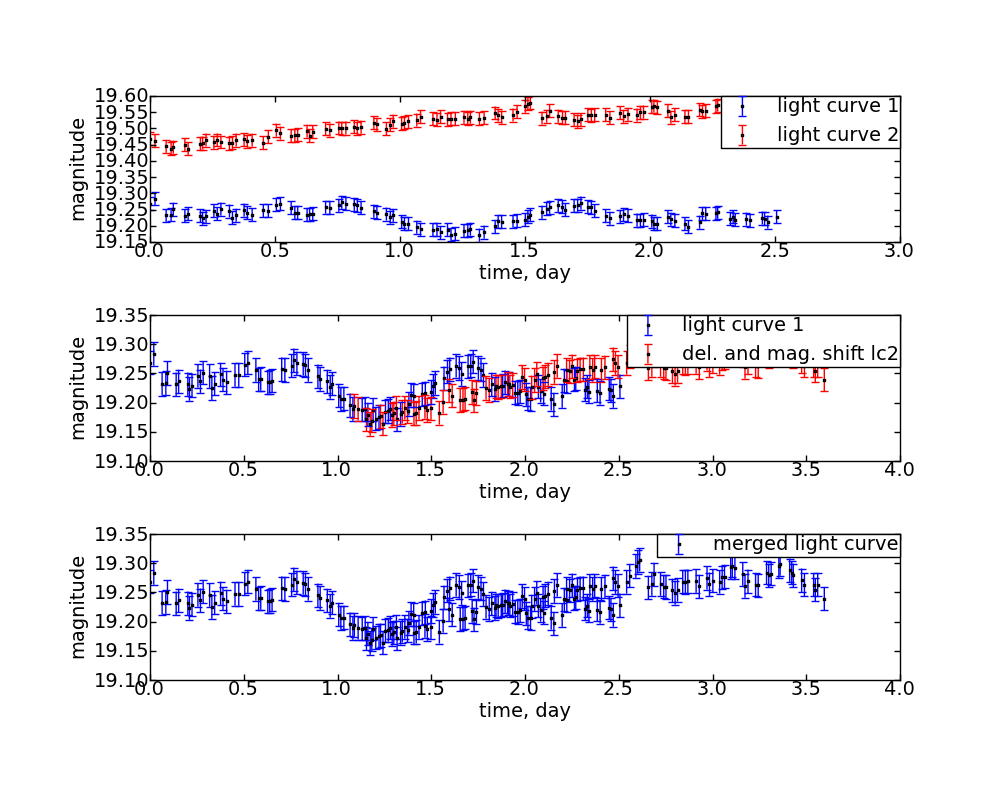 19.60
19.55
19.50
19.45
19.40
19.35
19.30
19.25
19.20
19.15
magnitude
light curve 1
light curve 2
0.0 0.5 1.0 1.5 2.0 2.5 3.0
time, day
19.35
19.30
19.25
19.20
19.15
19.10
magnitude
light curve 1
del. and mag. shift lc2
0.0 0.5 1.0 1.5 2.0 2.5 3.0 3.5 4.0
time, day
19.35
19.30
19.25
19.20
19.15
19.10
magnitude
merged light curve
0.0 0.5 1.0 1.5 2.0 2.5 3.0 3.5 4.0
time, day